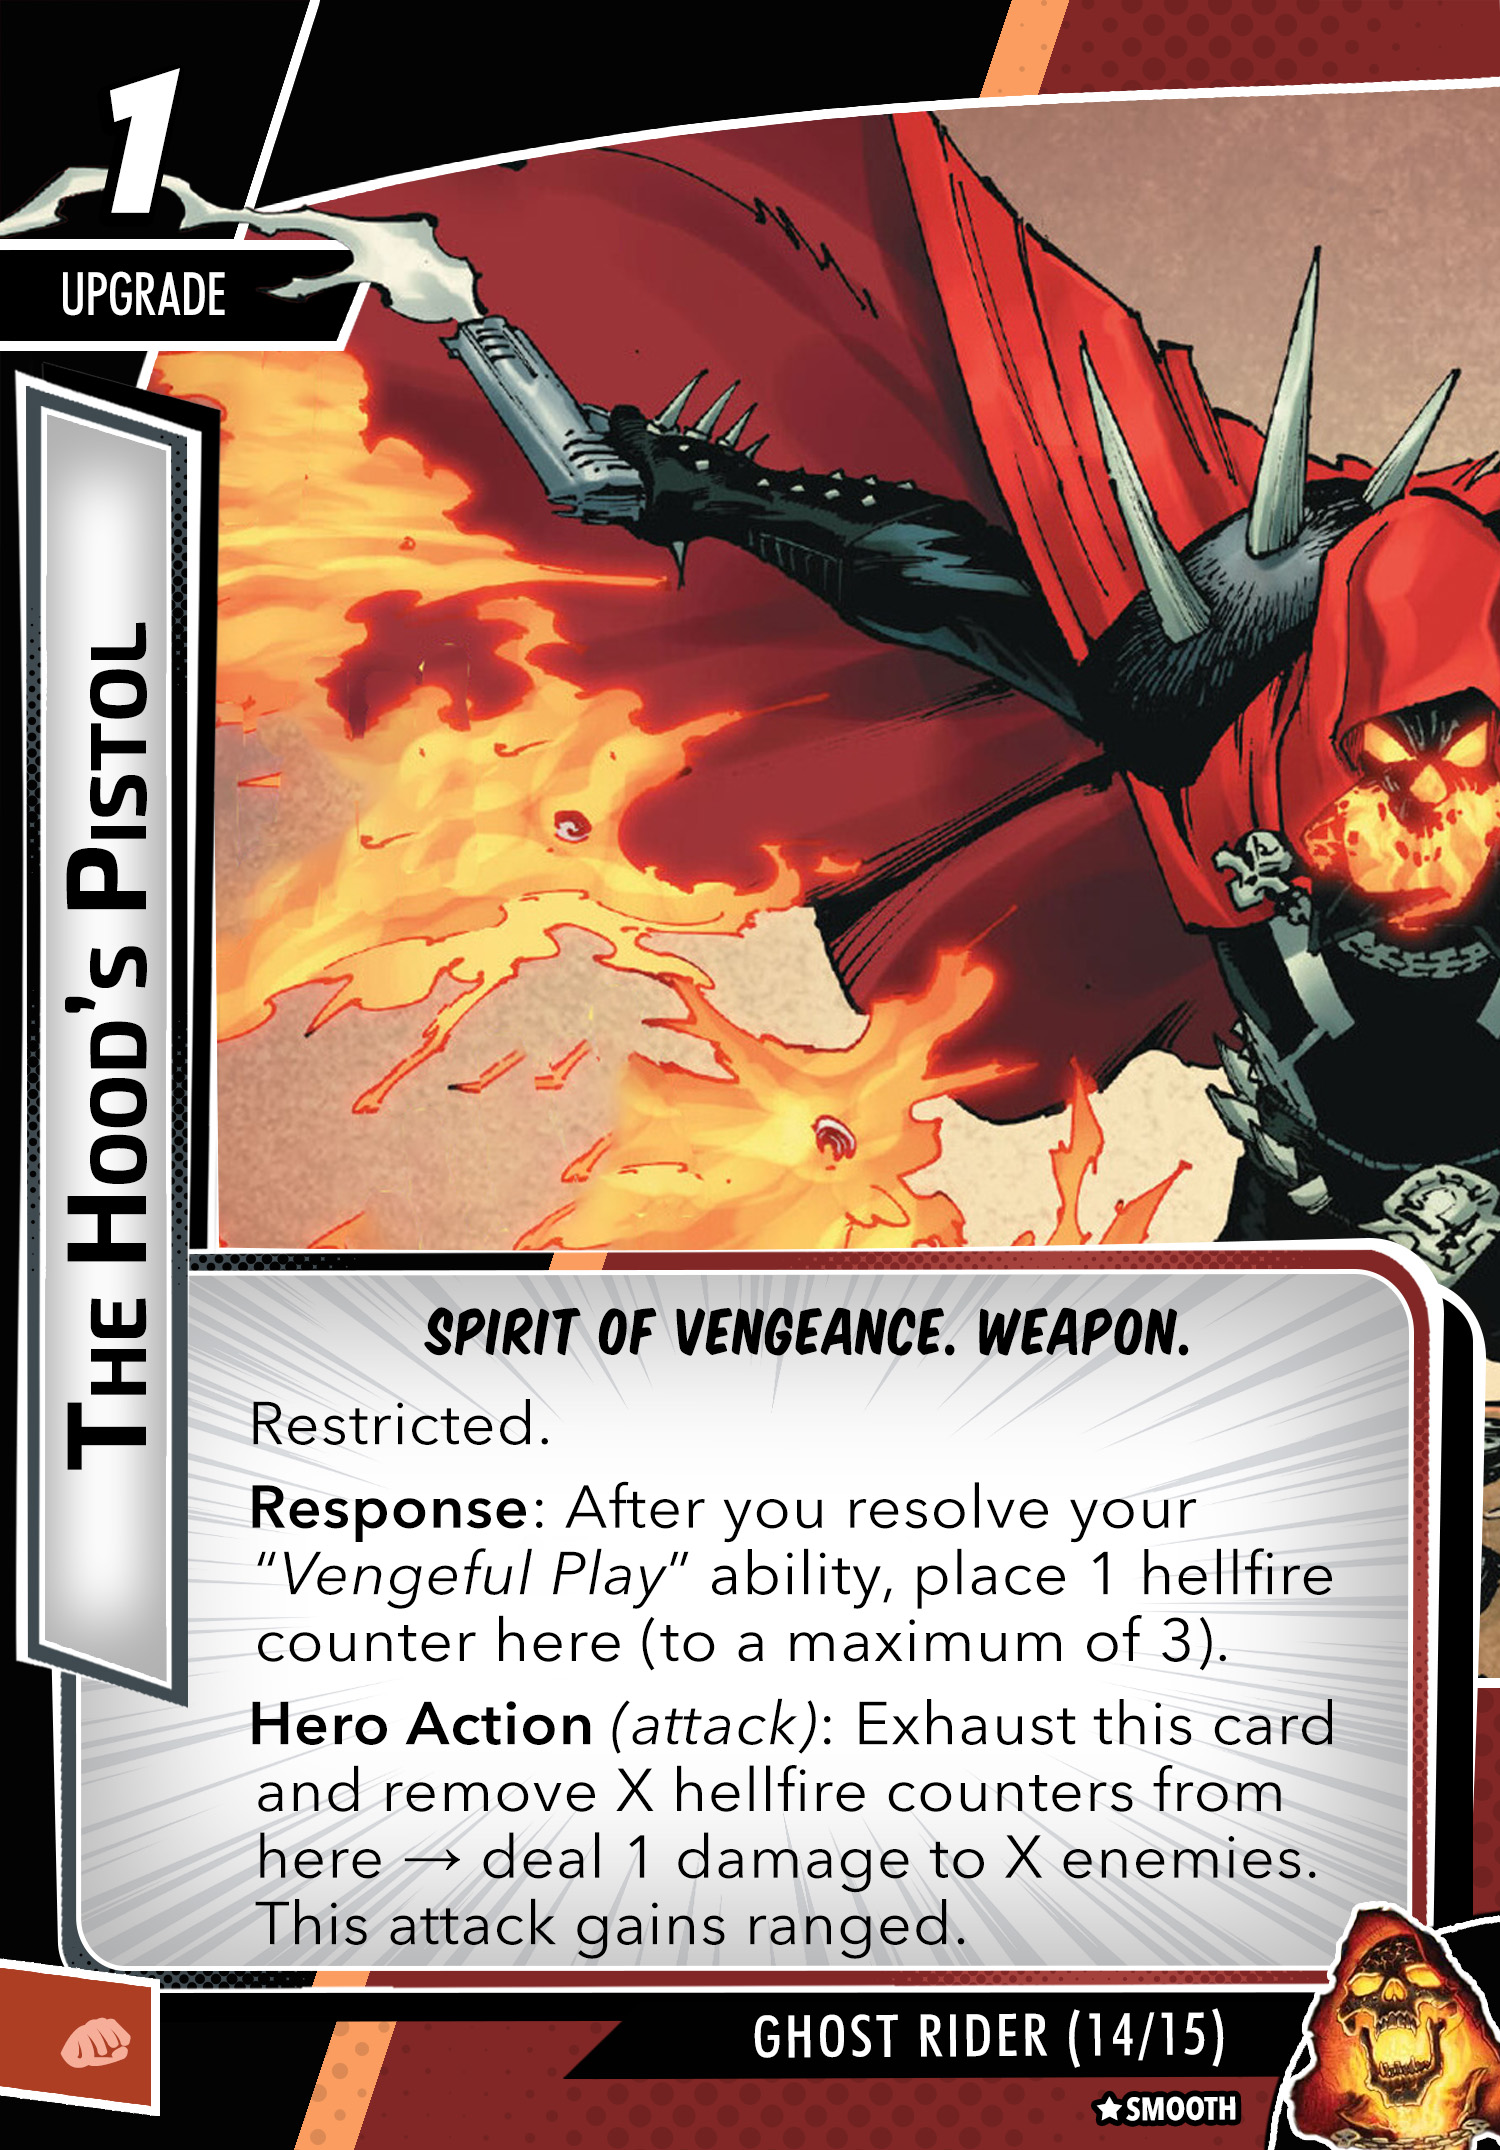 1
UPGRADE
THE HOOD'S PISTOL
SPIRIT OF VENGEANCE. WEAPON.
Restricted.
Response: After you resolve your
“Vengeful Play” ability, place 1 hellfire
counter here (to a maximum of 3).
Hero Action (attack): Exhaust this card
and remove X hellfire counters from
here → deal 1 damage to X enemies.
This attack gains ranged.
GHOST RIDER (14/15)
★SMOOTH